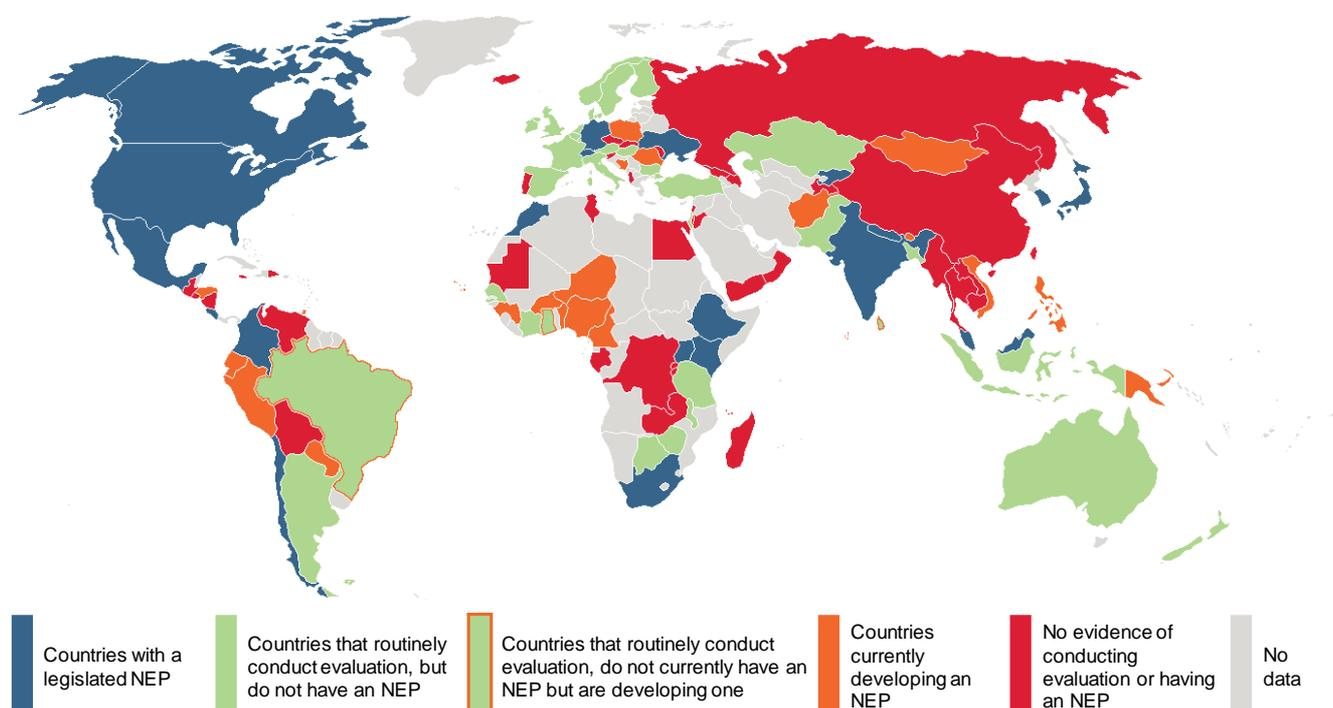 Countries with a
legislated NEP
Countries that routinely
conduct evaluation, but
do not have an NEP
Countries that routinely conduct
evaluation, do not currently have an
NEP but are developing one
Countries
currently
developing an
NEP
No evidence of
conducting
evaluation or having
an NEP
No
data